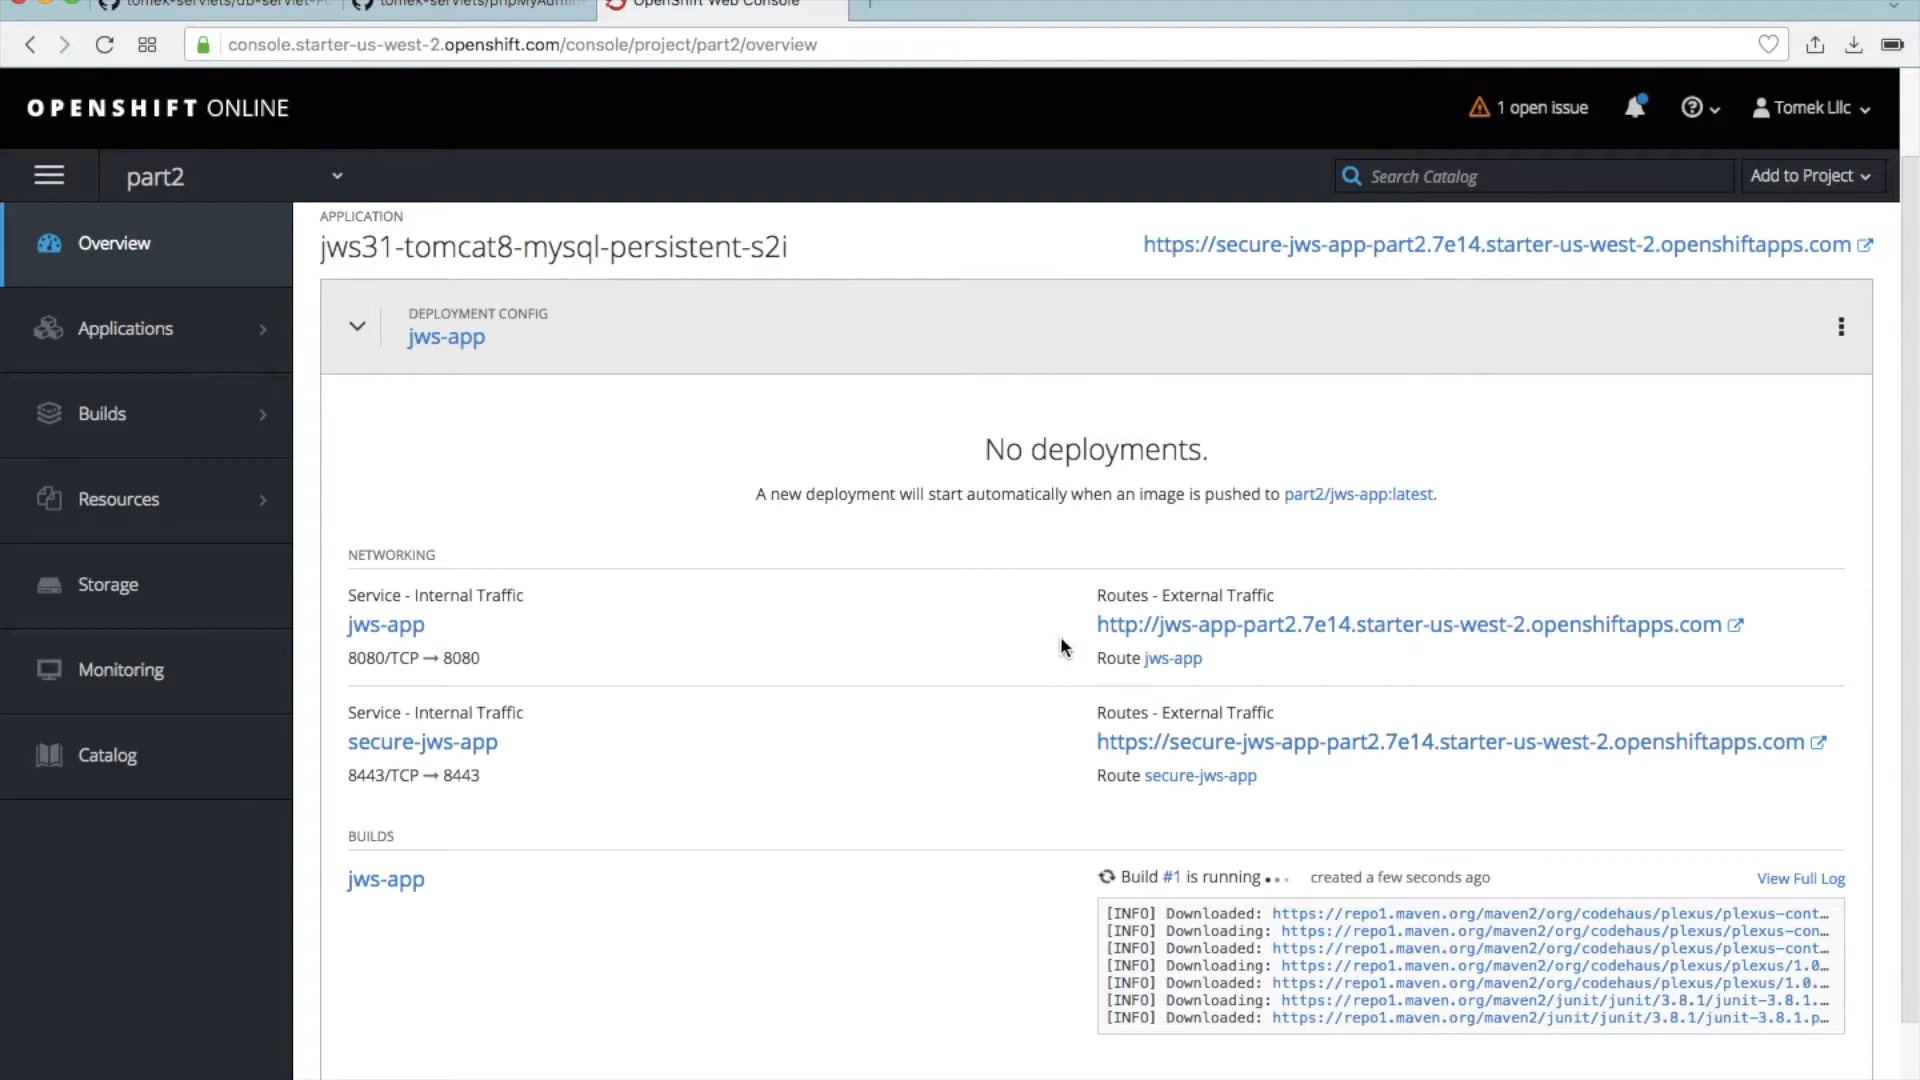 OpenShift Web Console
console.starter-us-west-2.openshift.com/console/project/part2/overview
OPENSHIFT ONLINE
1 open issue
Tomek Lllc
part2
Search Catalog
Add to Project
Overview
Applications
Builds
Resources
Storage
Monitoring
Catalog
APPLICATION
jws31-tomcat8-mysql-persistent-s2i
https://secure-jws-app-part2.7e14.starter-us-west-2.openshiftapps.com
DEPLOYMENT CONFIG
jws-app
No deployments.
A new deployment will start automatically when an image is pushed to part2/jws-app:latest.
NETWORKING
Service - Internal Traffic
jws-app
8080/TCP → 8080
Routes - External Traffic
http://jws-app-part2.7e14.starter-us-west-2.openshiftapps.com
Route jws-app
Service - Internal Traffic
secure-jws-app
8443/TCP → 8443
Routes - External Traffic
https://secure-jws-app-part2.7e14.starter-us-west-2.openshiftapps.com
Route secure-jws-app
BUILDS
jws-app
Build #1 is running ... created a few seconds ago
View Full Log
[INFO] Downloaded: https://repo1.maven.org/maven2/org/codehaus/plexus/plexus-cont…
[INFO] Downloading: https://repo1.maven.org/maven2/org/codehaus/plexus/plexus-con…
[INFO] Downloaded: https://repo1.maven.org/maven2/org/codehaus/plexus/plexus-cont…
[INFO] Downloading: https://repo1.maven.org/maven2/org/codehaus/plexus/plexus/1.0…
[INFO] Downloaded: https://repo1.maven.org/maven2/org/codehaus/plexus/plexus/1.0.…
[INFO] Downloading: https://repo1.maven.org/maven2/junit/junit/3.8.1/junit-3.8.1.…
[INFO] Downloaded: https://repo1.maven.org/maven2/junit/junit/3.8.1/junit-3.8.1.p…